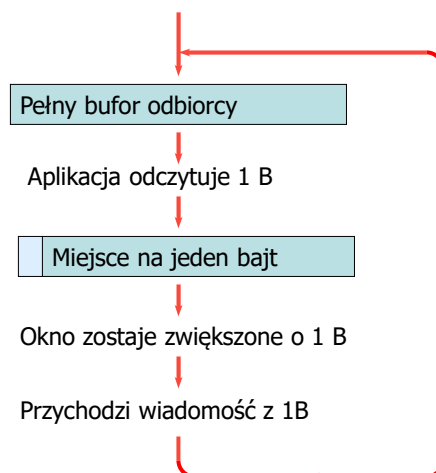 Pełny bufor odbiorcy
Aplikacja odczytuje 1 B
Miejsce na jeden bajt
Okno zostaje zwiększone o 1 B
Przychodzi wiadomość z 1B